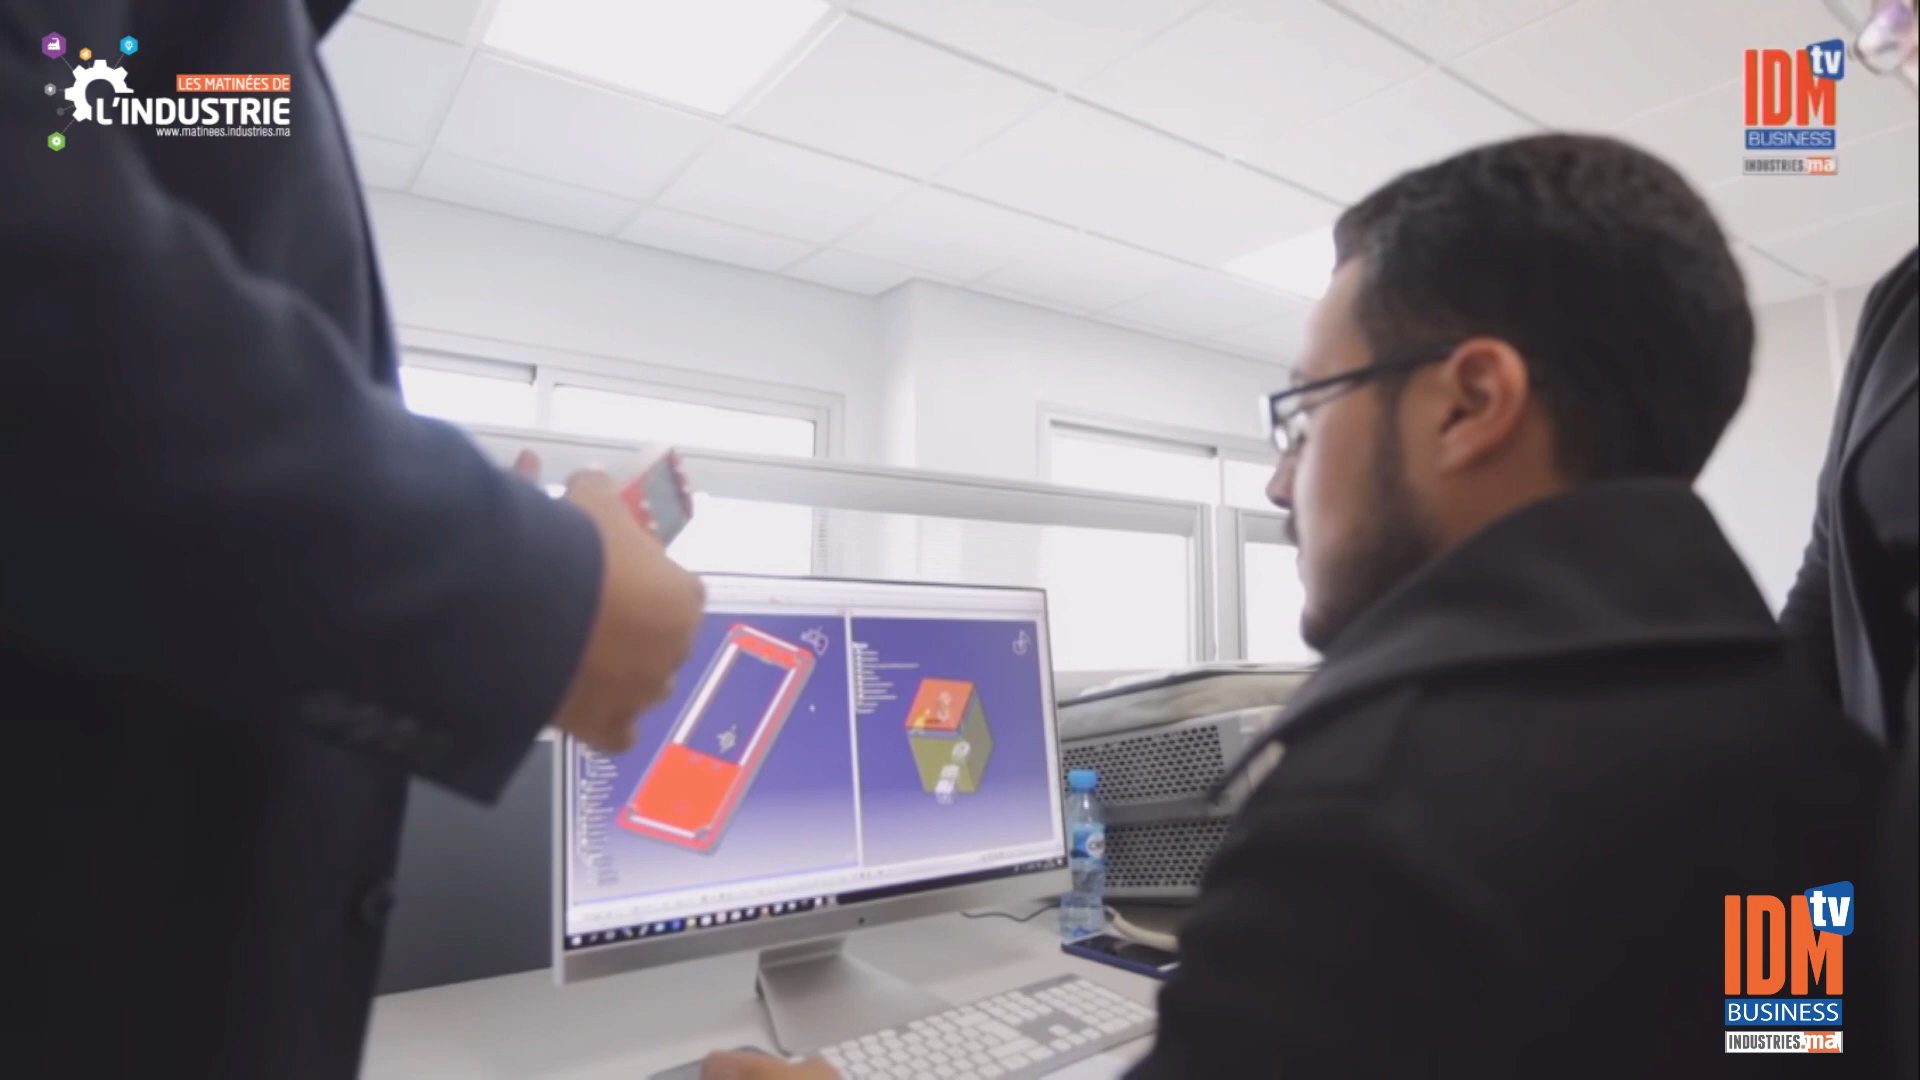 LES MATINÉES DE
L'INDUSTRIE
www.matinees.industries.ma
IDM tv
BUSINESS
INDUSTRIES.ma
IDM tv
BUSINESS
INDUSTRIES.ma